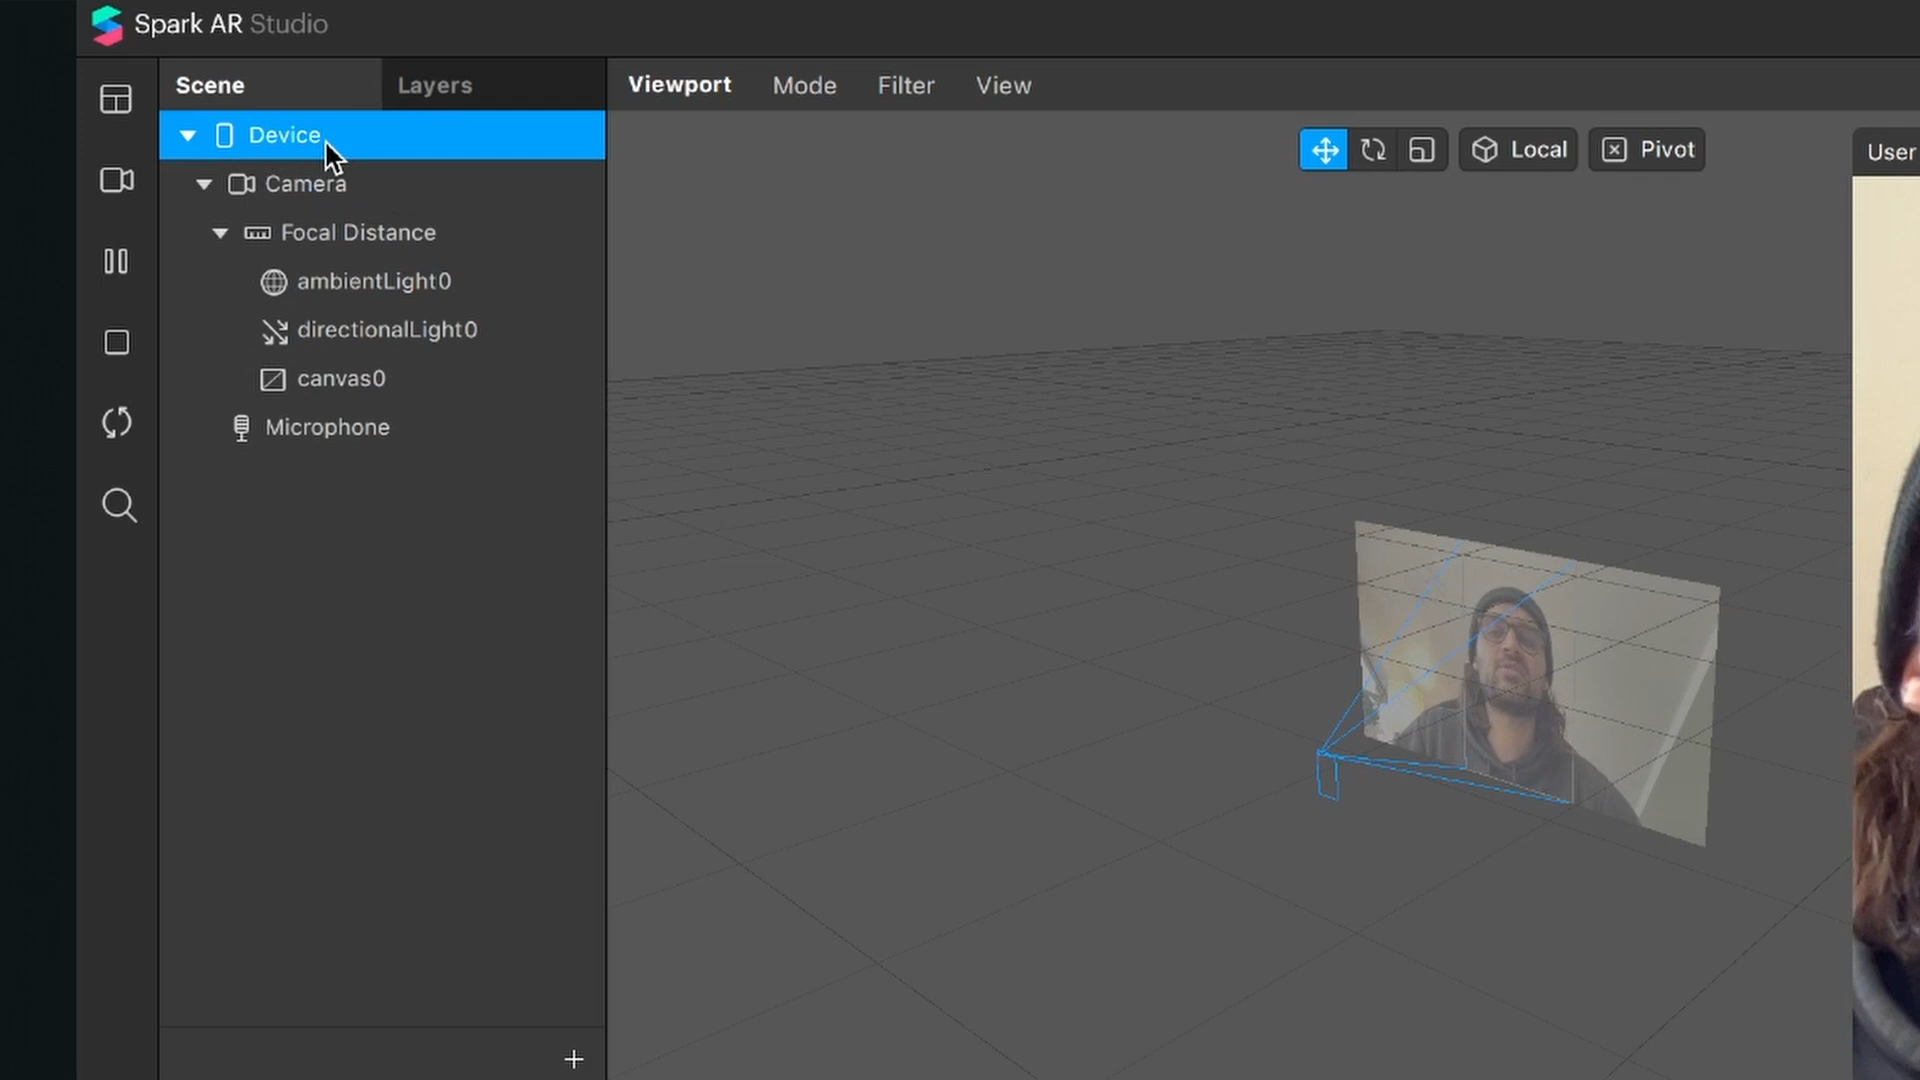 Spark AR Studio
Scene
Layers
Viewport
Mode
Filter
View
Device
Camera
Focal Distance
ambientLight0
directionalLight0
canvas0
Microphone
Local
Pivot
User